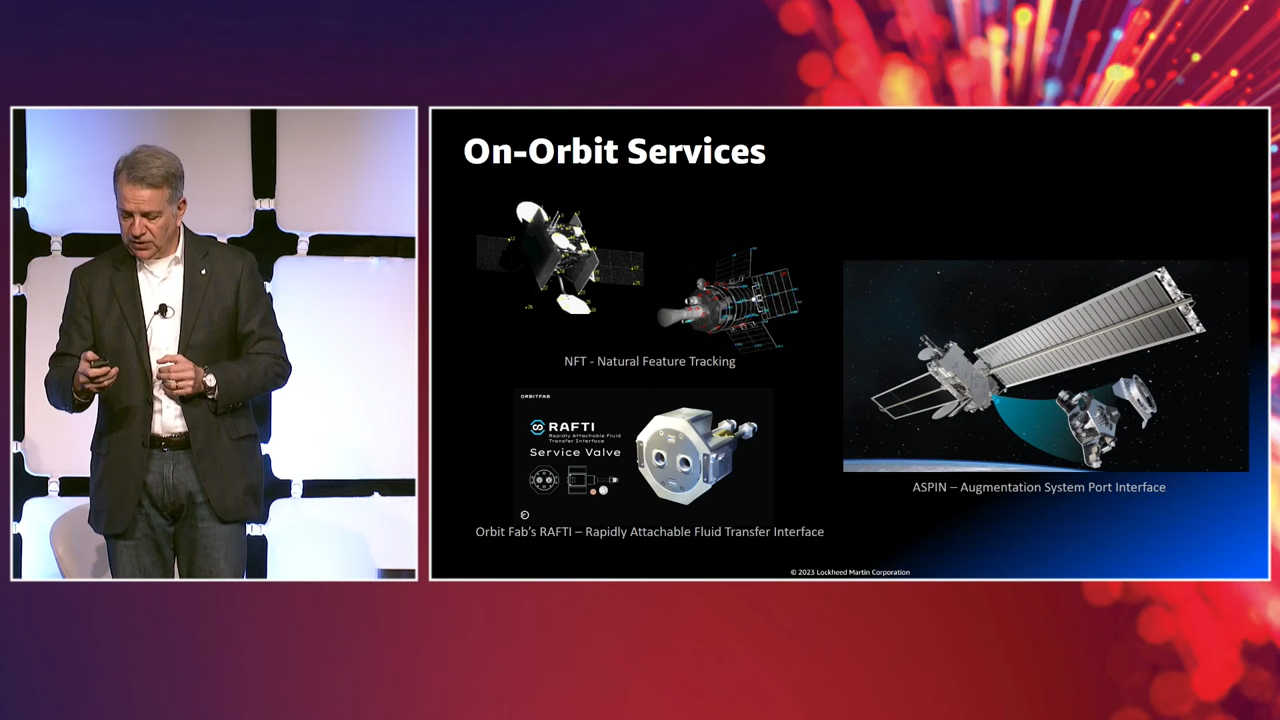 On-Orbit Services
NFT - Natural Feature Tracking
ORBITFAB
RAFTI
Rapidly Attachable Fluid
Transfer Interface
Service Valve
Orbit Fab's RAFTI – Rapidly Attachable Fluid Transfer Interface
ASPIN – Augmentation System Port Interface
© 2023 Lockheed Martin Corporation